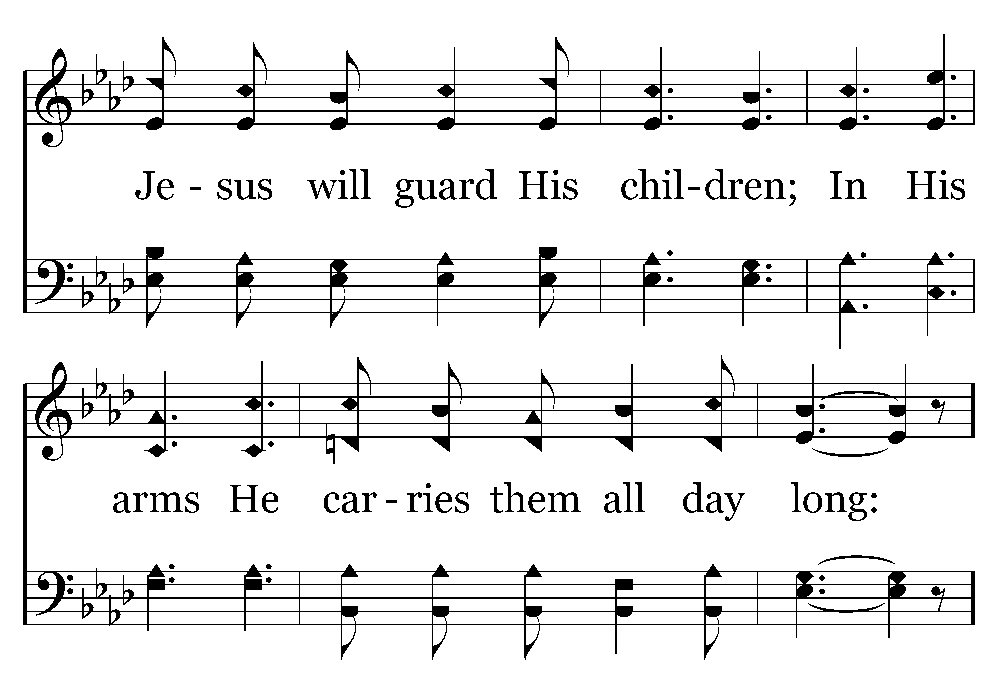 Je - sus will guard His chil - dren; In His
arms He car - ries them all day long: